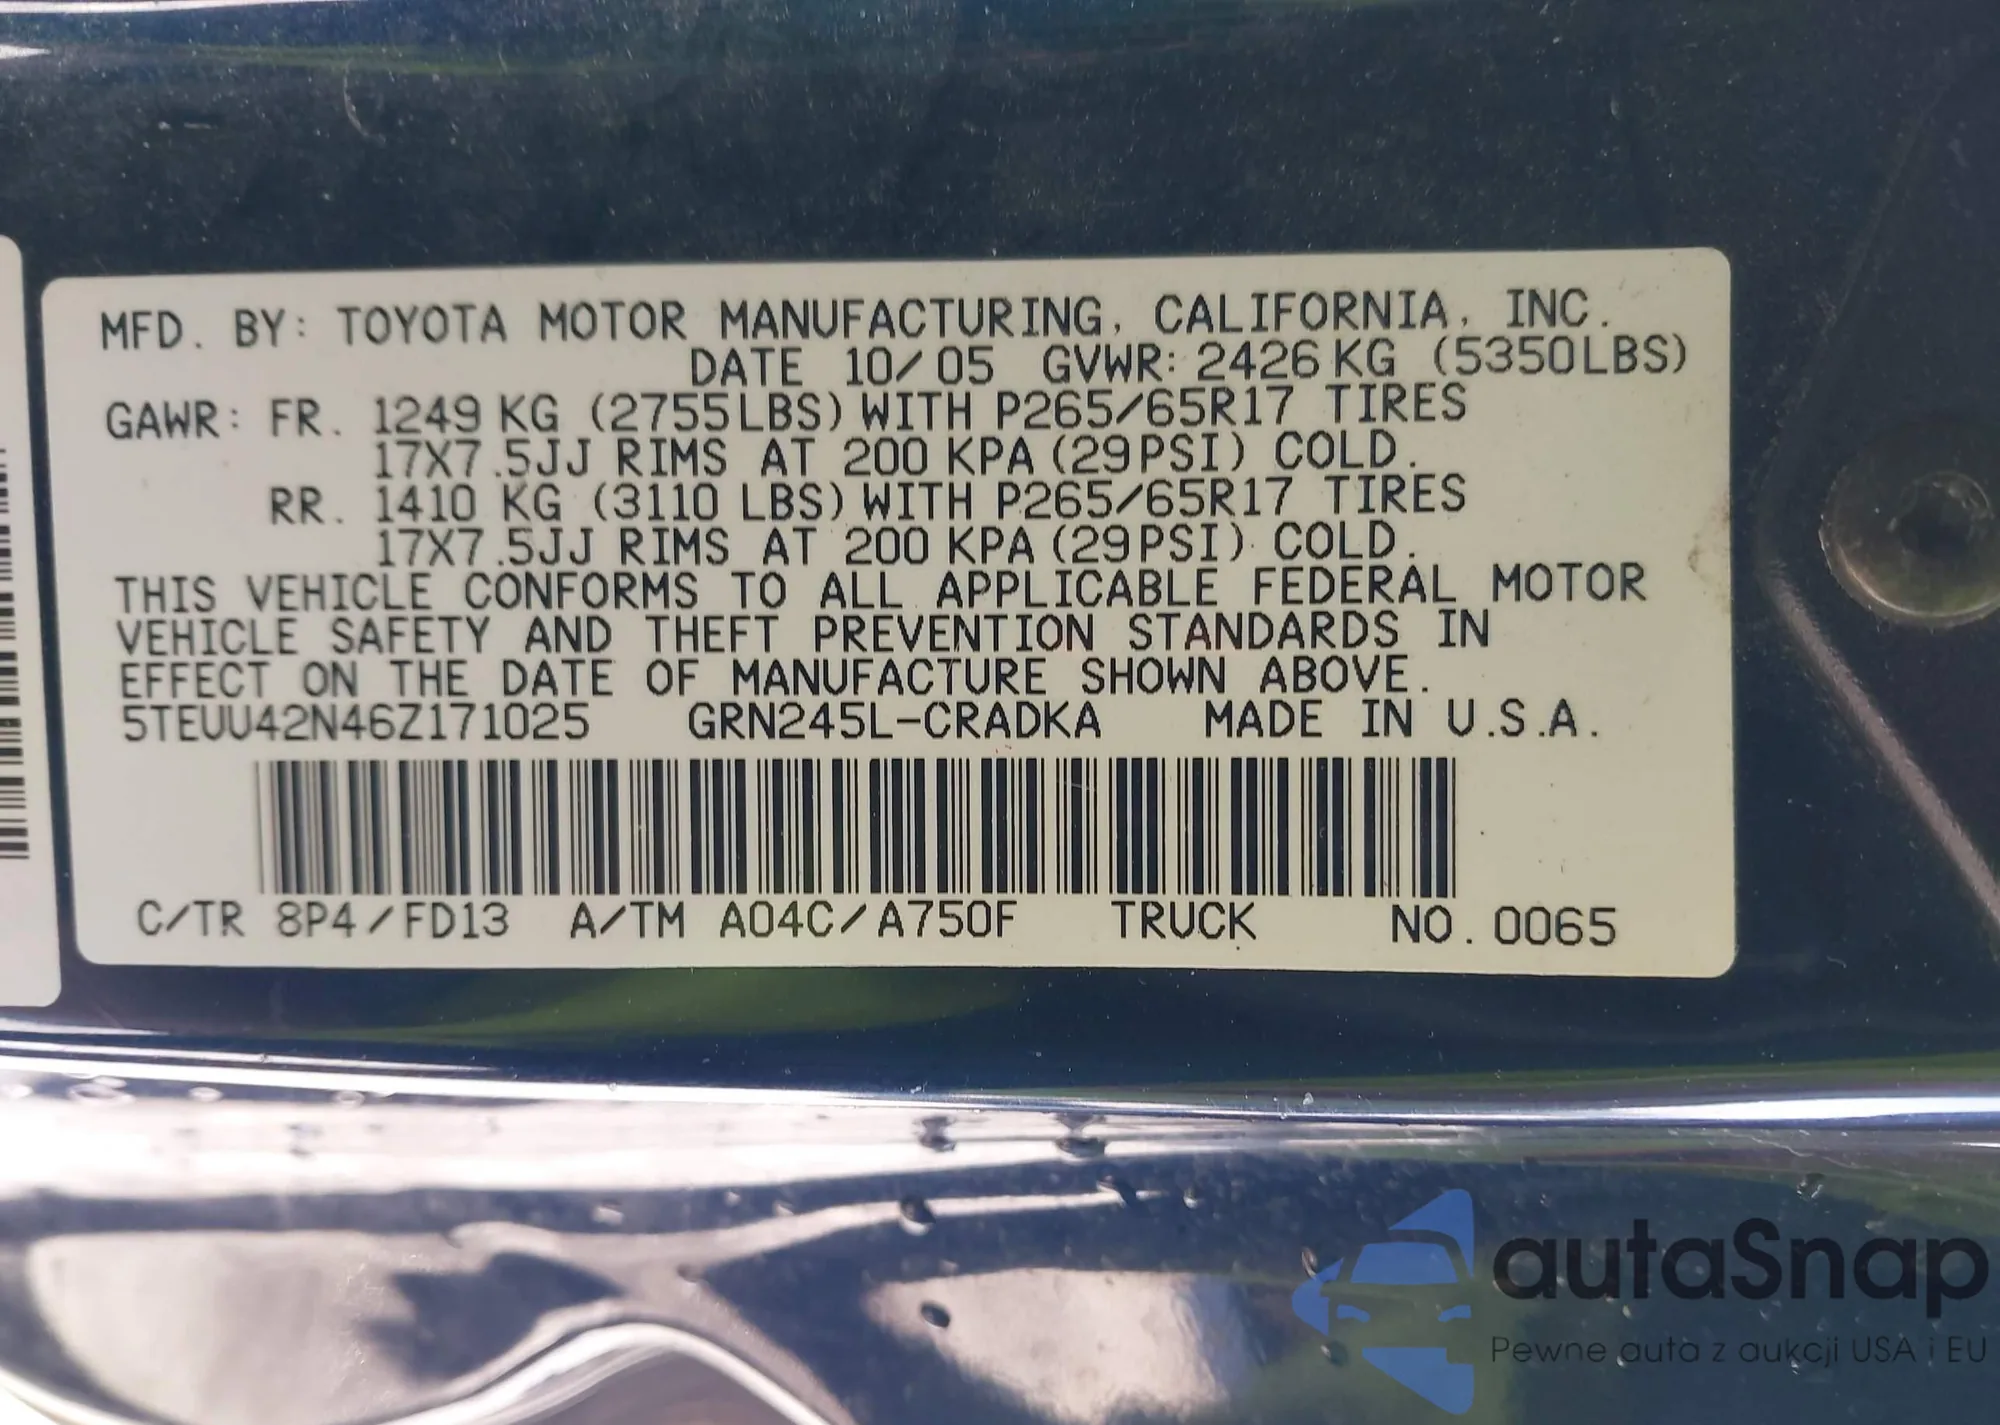 MFD. BY: TOYOTA MOTOR MANUFACTURING, CALIFORNIA, INC.
DATE 10/05 GVWR: 2426KG (5350LBS)
GAWR: FR. 1249 KG (2755LBS) WITH P265/65R17 TIRES
17X7.5JJ RIMS AT 200 KPA (29PSI) COLD.
RR. 1410 KG (3110 LBS) WITH P265/65R17 TIRES
17X7.5JJ RIMS AT 200 KPA (29PSI) COLD.
THIS VEHICLE CONFORMS TO ALL APPLICABLE FEDERAL MOTOR
VEHICLE SAFETY AND THEFT PREVENTION STANDARDS IN
EFFECT ON THE DATE OF MANUFACTURE SHOWN ABOVE.
5TEUU42N46Z171025 GRN245L-CRADKA MADE IN U.S.A.
C/TR 8P4/FD13 A/TM A04C/A750F TRUCK NO. 0065
autaSnap
Pewne auta z aukcji USA i EU